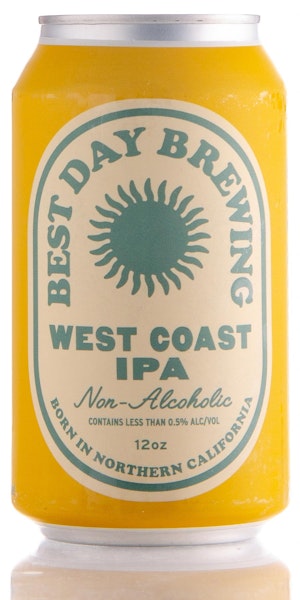 BEST DAY BREWING
WEST COAST
IPA
Non-Alcoholic
CONTAINS LESS THAN 0.5% ALC/VOL
12oz
BORN IN NORTHERN CALIFORNIA